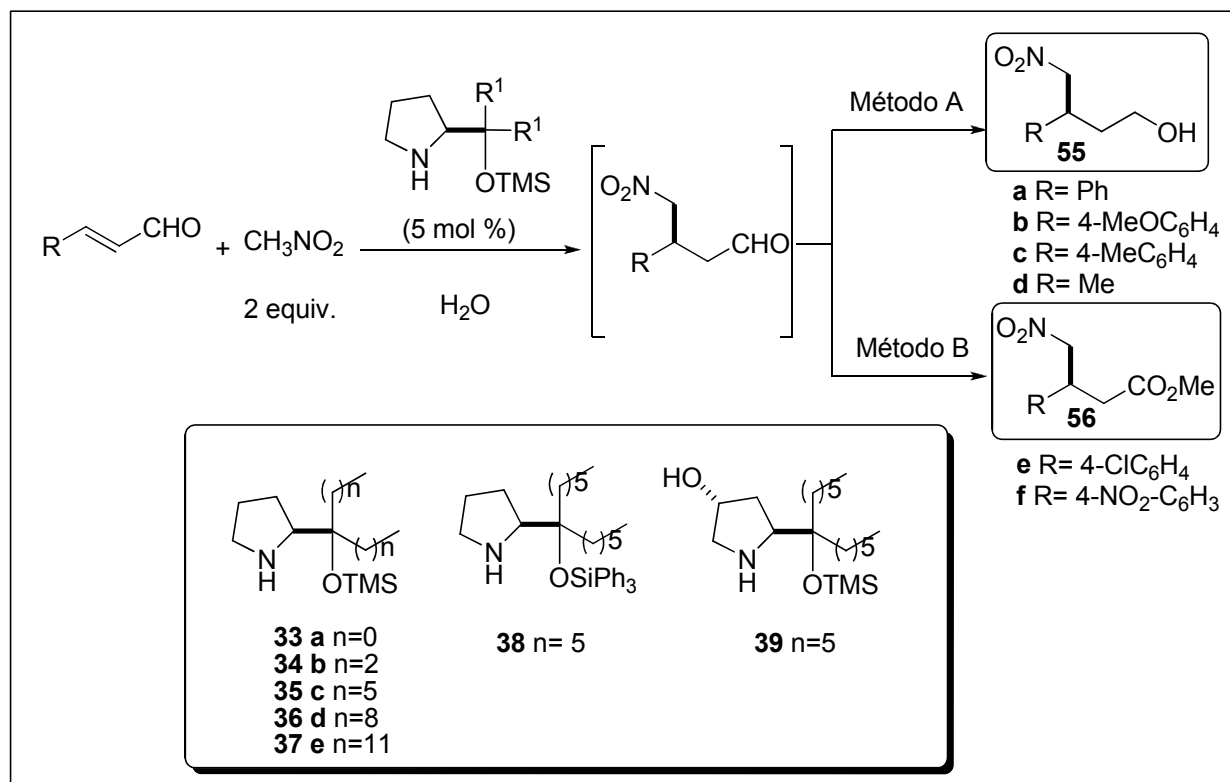 R
CHO
+
CH3NO2
2 equiv.
N
H
R1
R1
OTMS
(5 mol %)
H2O
O2N
R
CHO
Método A
O2N
R
OH
55
a R= Ph
b R= 4-MeOC6H4
c R= 4-MeC6H4
d R= Me
Método B
O2N
R
CO2Me
56
e R= 4-ClC6H4
f R= 4-NO2-C6H3
N
H
( )n
( )n
OTMS
33 a n=0
34 b n=2
35 c n=5
36 d n=8
37 e n=11
N
H
( )5
( )5
OSiPh3
38 n= 5
HO
N
H
( )5
( )5
OTMS
39 n=5